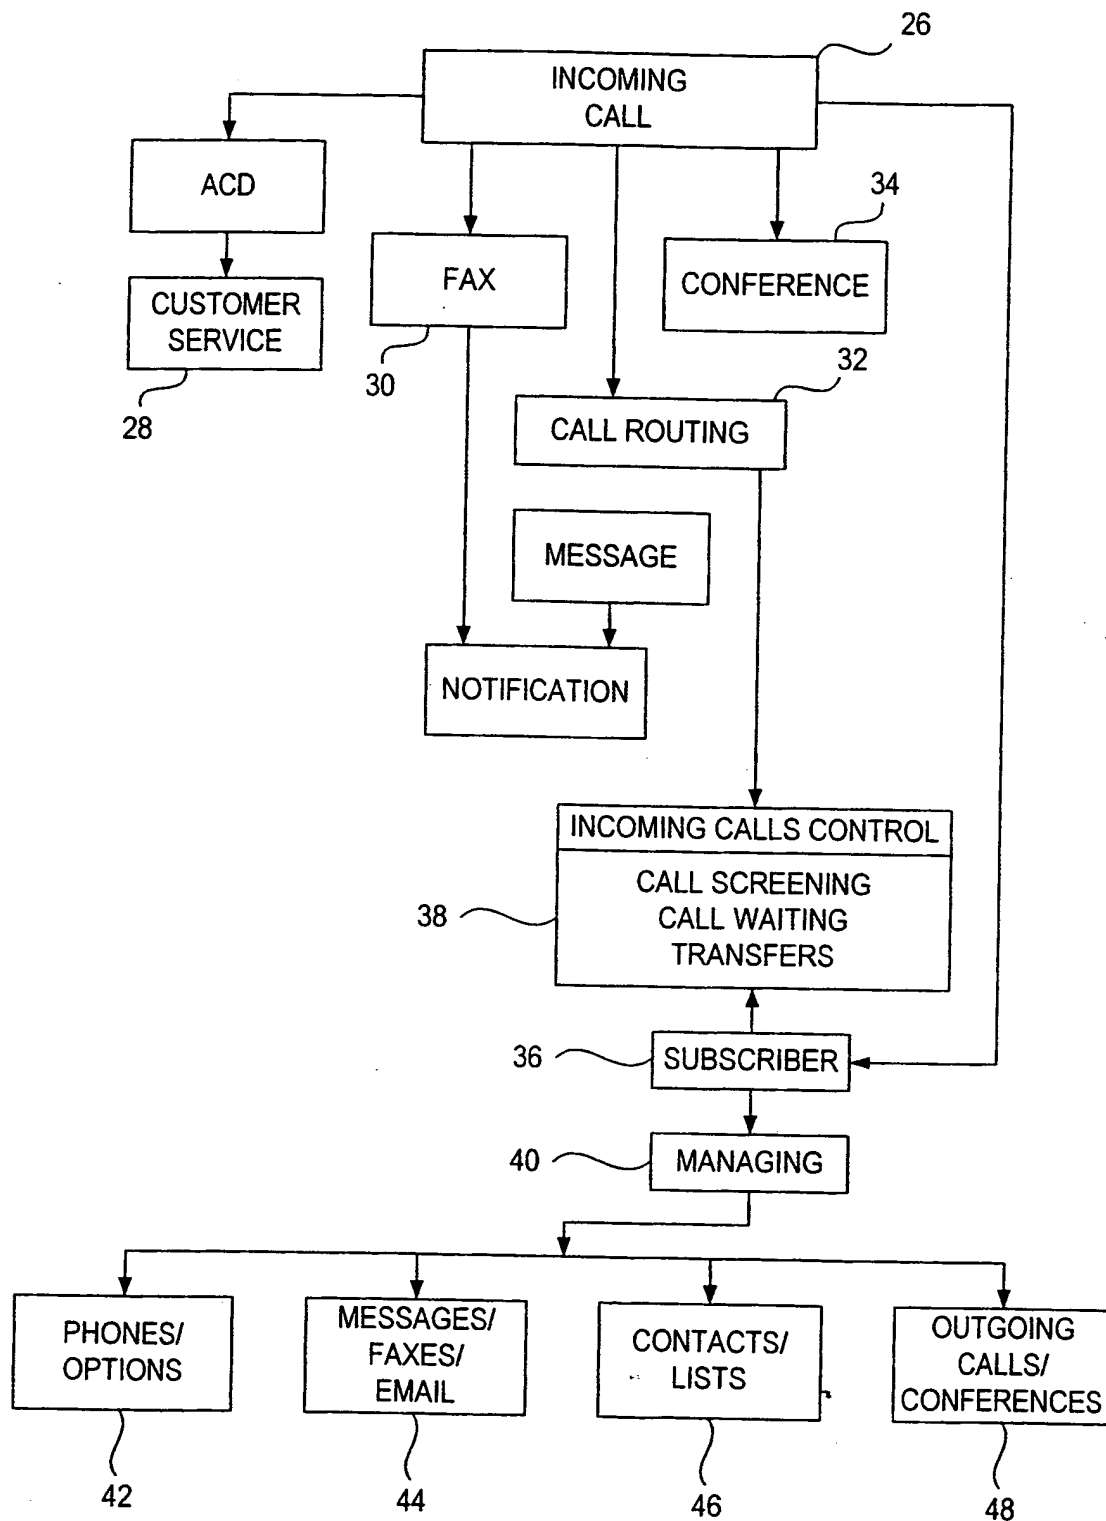 26
INCOMING
CALL
ACD
34
FAX
CONFERENCE
CUSTOMER
SERVICE
30
32
28
CALL ROUTING
MESSAGE
NOTIFICATION
INCOMING CALLS CONTROL
38
CALL SCREENING
CALL WAITING
TRANSFERS
36
SUBSCRIBER
40
MANAGING
PHONES/
OPTIONS
MESSAGES/
FAXES/
EMAIL
CONTACTS/
LISTS
OUTGOING
CALLS/
CONFERENCES
42
44
46
48